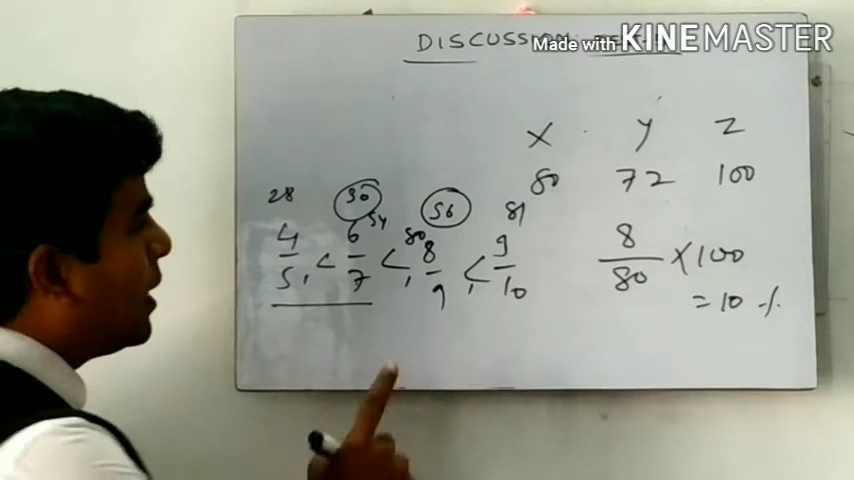 DISCUSSION
Made with KINEMASTER
X Y Z
80 72 100
28 30 54 80 56 81
4/5, < 6/7 < , 8/9 < , 9/10
8/80 × 100
= 10 %